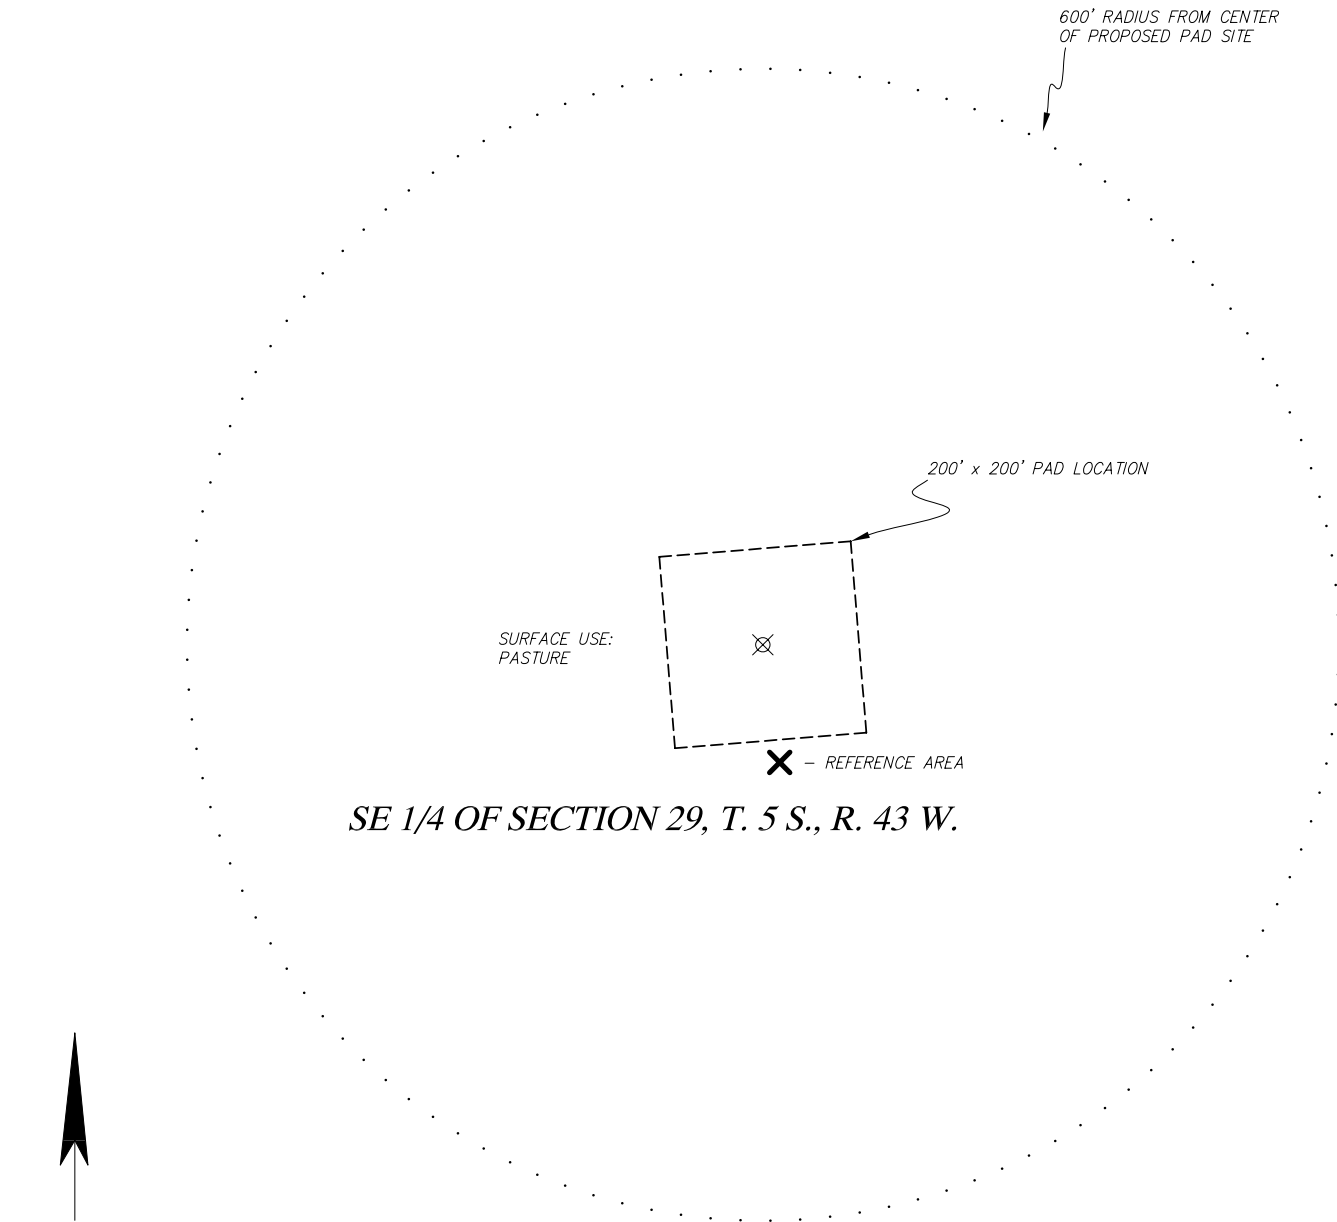 600' RADIUS FROM CENTER
OF PROPOSED PAD SITE
200' x 200' PAD LOCATION
SURFACE USE:
PASTURE
– REFERENCE AREA
SE 1/4 OF SECTION 29, T. 5 S., R. 43 W.